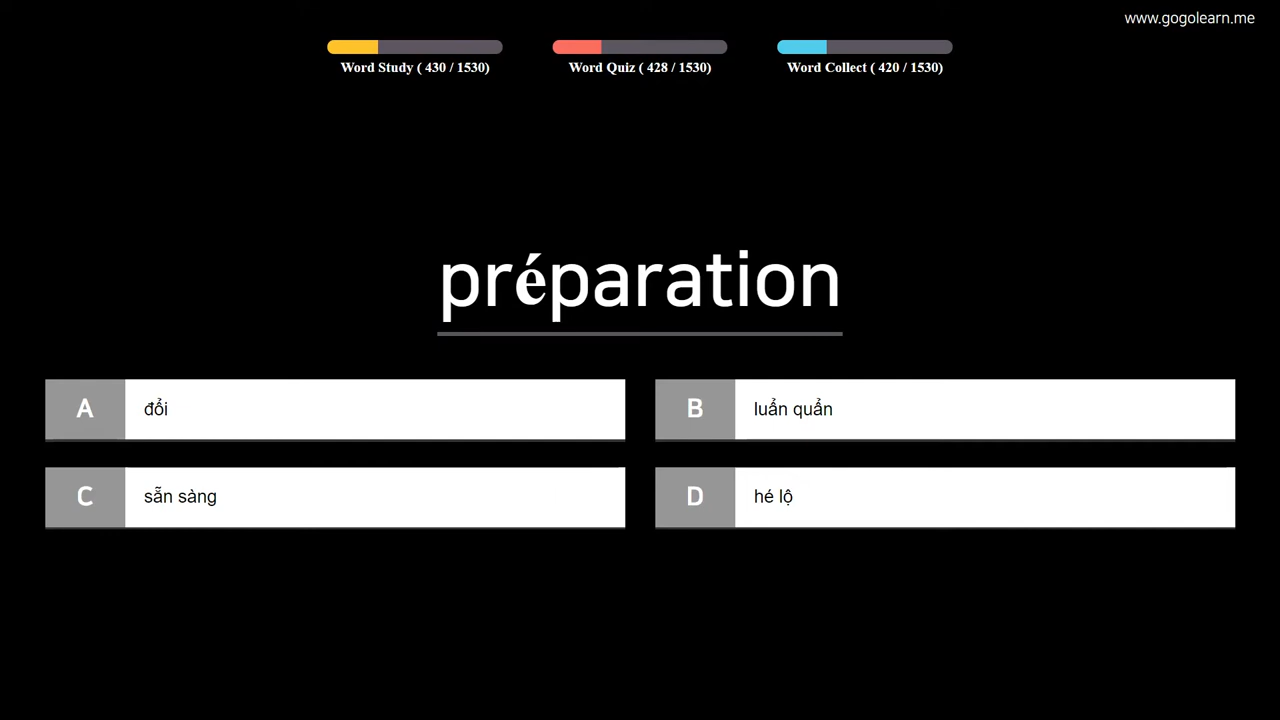 www.gogolearn.me
Word Study ( 430 / 1530)
Word Quiz ( 428 / 1530)
Word Collect ( 420 / 1530)
préparation
A đổi
B luẩn quẩn
C sẵn sàng
D hé lộ